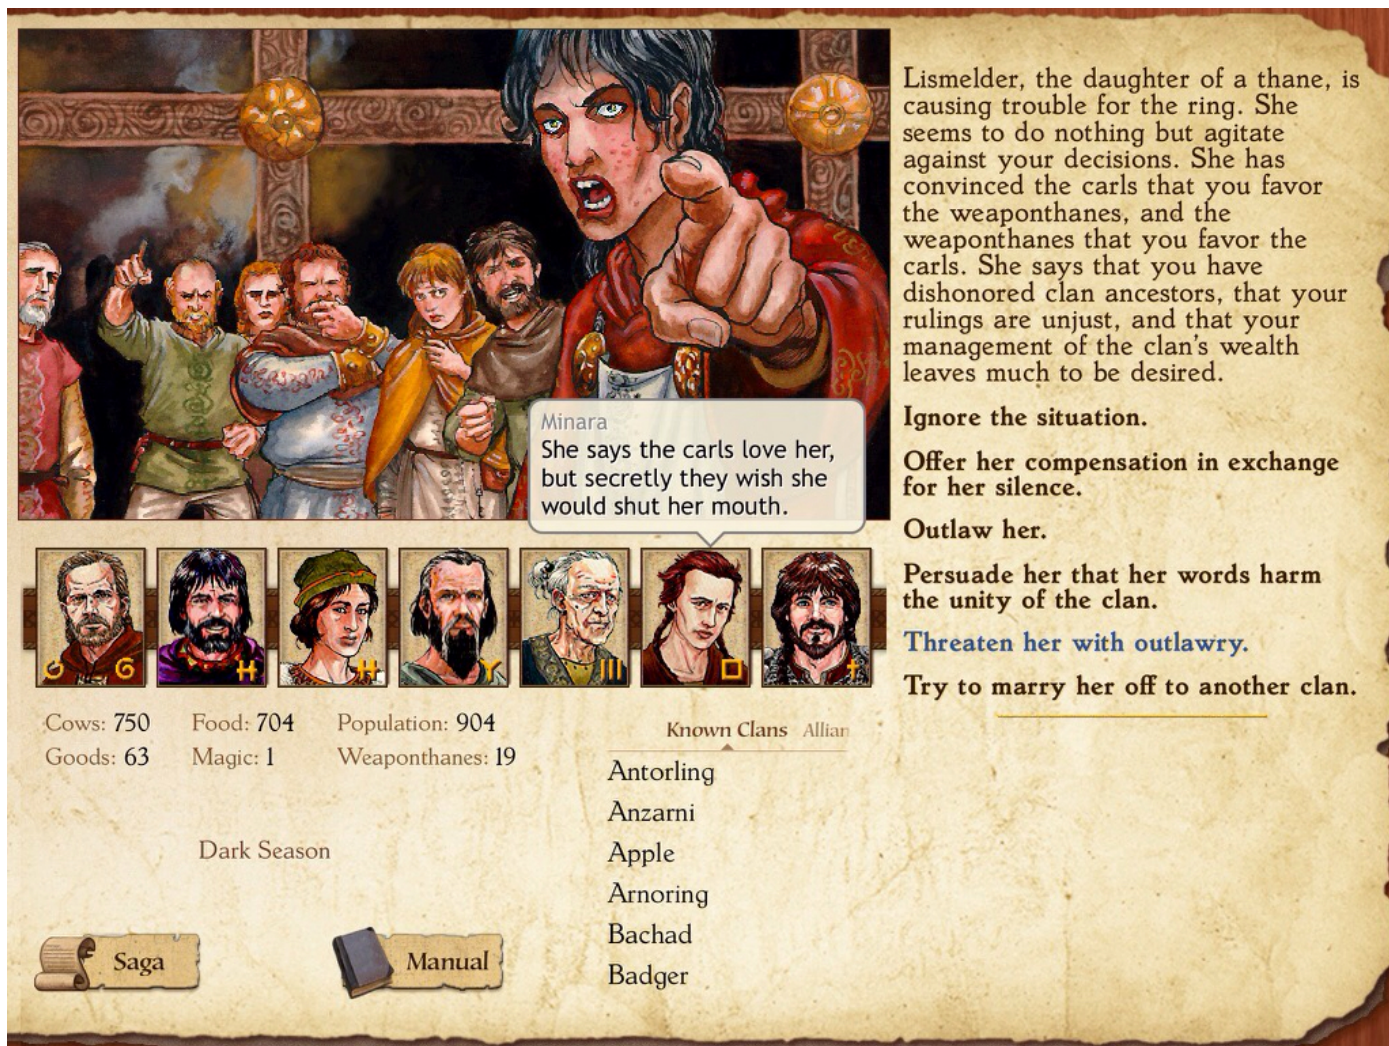 Lismelder, the daughter of a thane, is
causing trouble for the ring. She
seems to do nothing but agitate
against your decisions. She has
convinced the carls that you favor
the weaponthanes, and the
weaponthanes that you favor the
carls. She says that you have
dishonored clan ancestors, that your
rulings are unjust, and that your
management of the clan's wealth
leaves much to be desired.
Ignore the situation.
Offer her compensation in exchange
for her silence.
Outlaw her.
Persuade her that her words harm
the unity of the clan.
Threaten her with outlawry.
Try to marry her off to another clan.
Minara
She says the carls love her,
but secretly they wish she
would shut her mouth.
Cows: 750 Food: 704 Population: 904
Goods: 63 Magic: 1 Weaponthanes: 19
Dark Season
Saga
Manual
Known Clans Allian
Antorling
Anzarni
Apple
Arnoring
Bachad
Badger